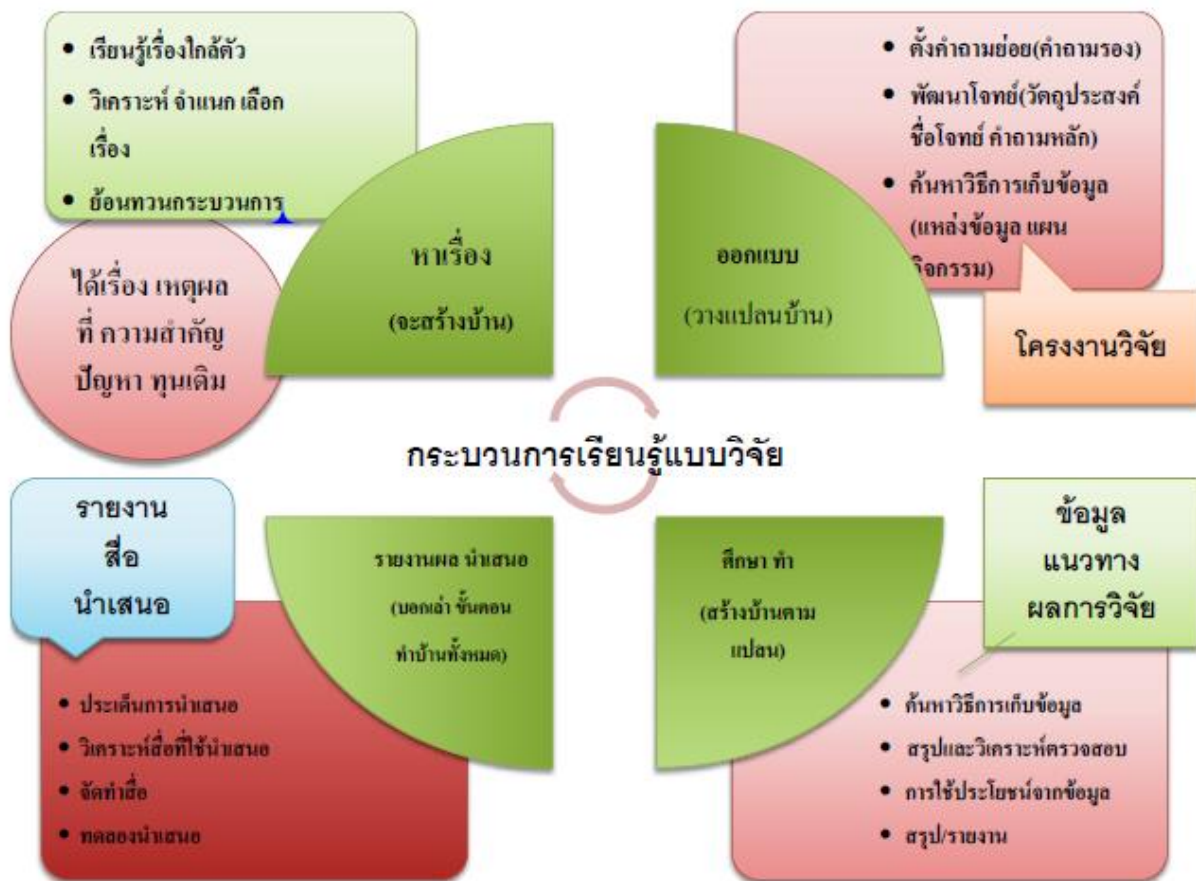 • เรียนรู้เรื่องใกล้ตัว
• วิเคราะห์ จำแนก เลือก
เรื่อง
• ย้อนทวนกระบวนการ
ได้เรื่อง เหตุผล
ที่ ความสำคัญ
ปัญหา ทุนเดิม
หาเรื่อง
(จะสร้างบ้าน)
• ตั้งคำถามย่อย(คำถามรอง)
• พัฒนาโจทย์(วัตถุประสงค์
ชื่อโจทย์ คำถามหลัก)
• ค้นหาวิธีการเก็บข้อมูล
(แหล่งข้อมูล แผน
กิจกรรม)
ออกแบบ
(วางแปลนบ้าน)
โครงงานวิจัย
กระบวนการเรียนรู้แบบวิจัย
รายงาน
สื่อ
นำเสนอ
รายงานผล นำเสนอ
(บอกเล่า ขั้นตอน
ทำบ้านทั้งหมด)
• ประเด็นการนำเสนอ
• วิเคราะห์สื่อที่ใช้นำเสนอ
• จัดทำสื่อ
• ทดลองนำเสนอ
ศึกษา ทำ
(สร้างบ้านตาม
แปลน)
ข้อมูล
แนวทาง
ผลการวิจัย
• ค้นหาวิธีการเก็บข้อมูล
• สรุปและวิเคราะห์ตรวจสอบ
• การใช้ประโยชน์จากข้อมูล
• สรุป/รายงาน